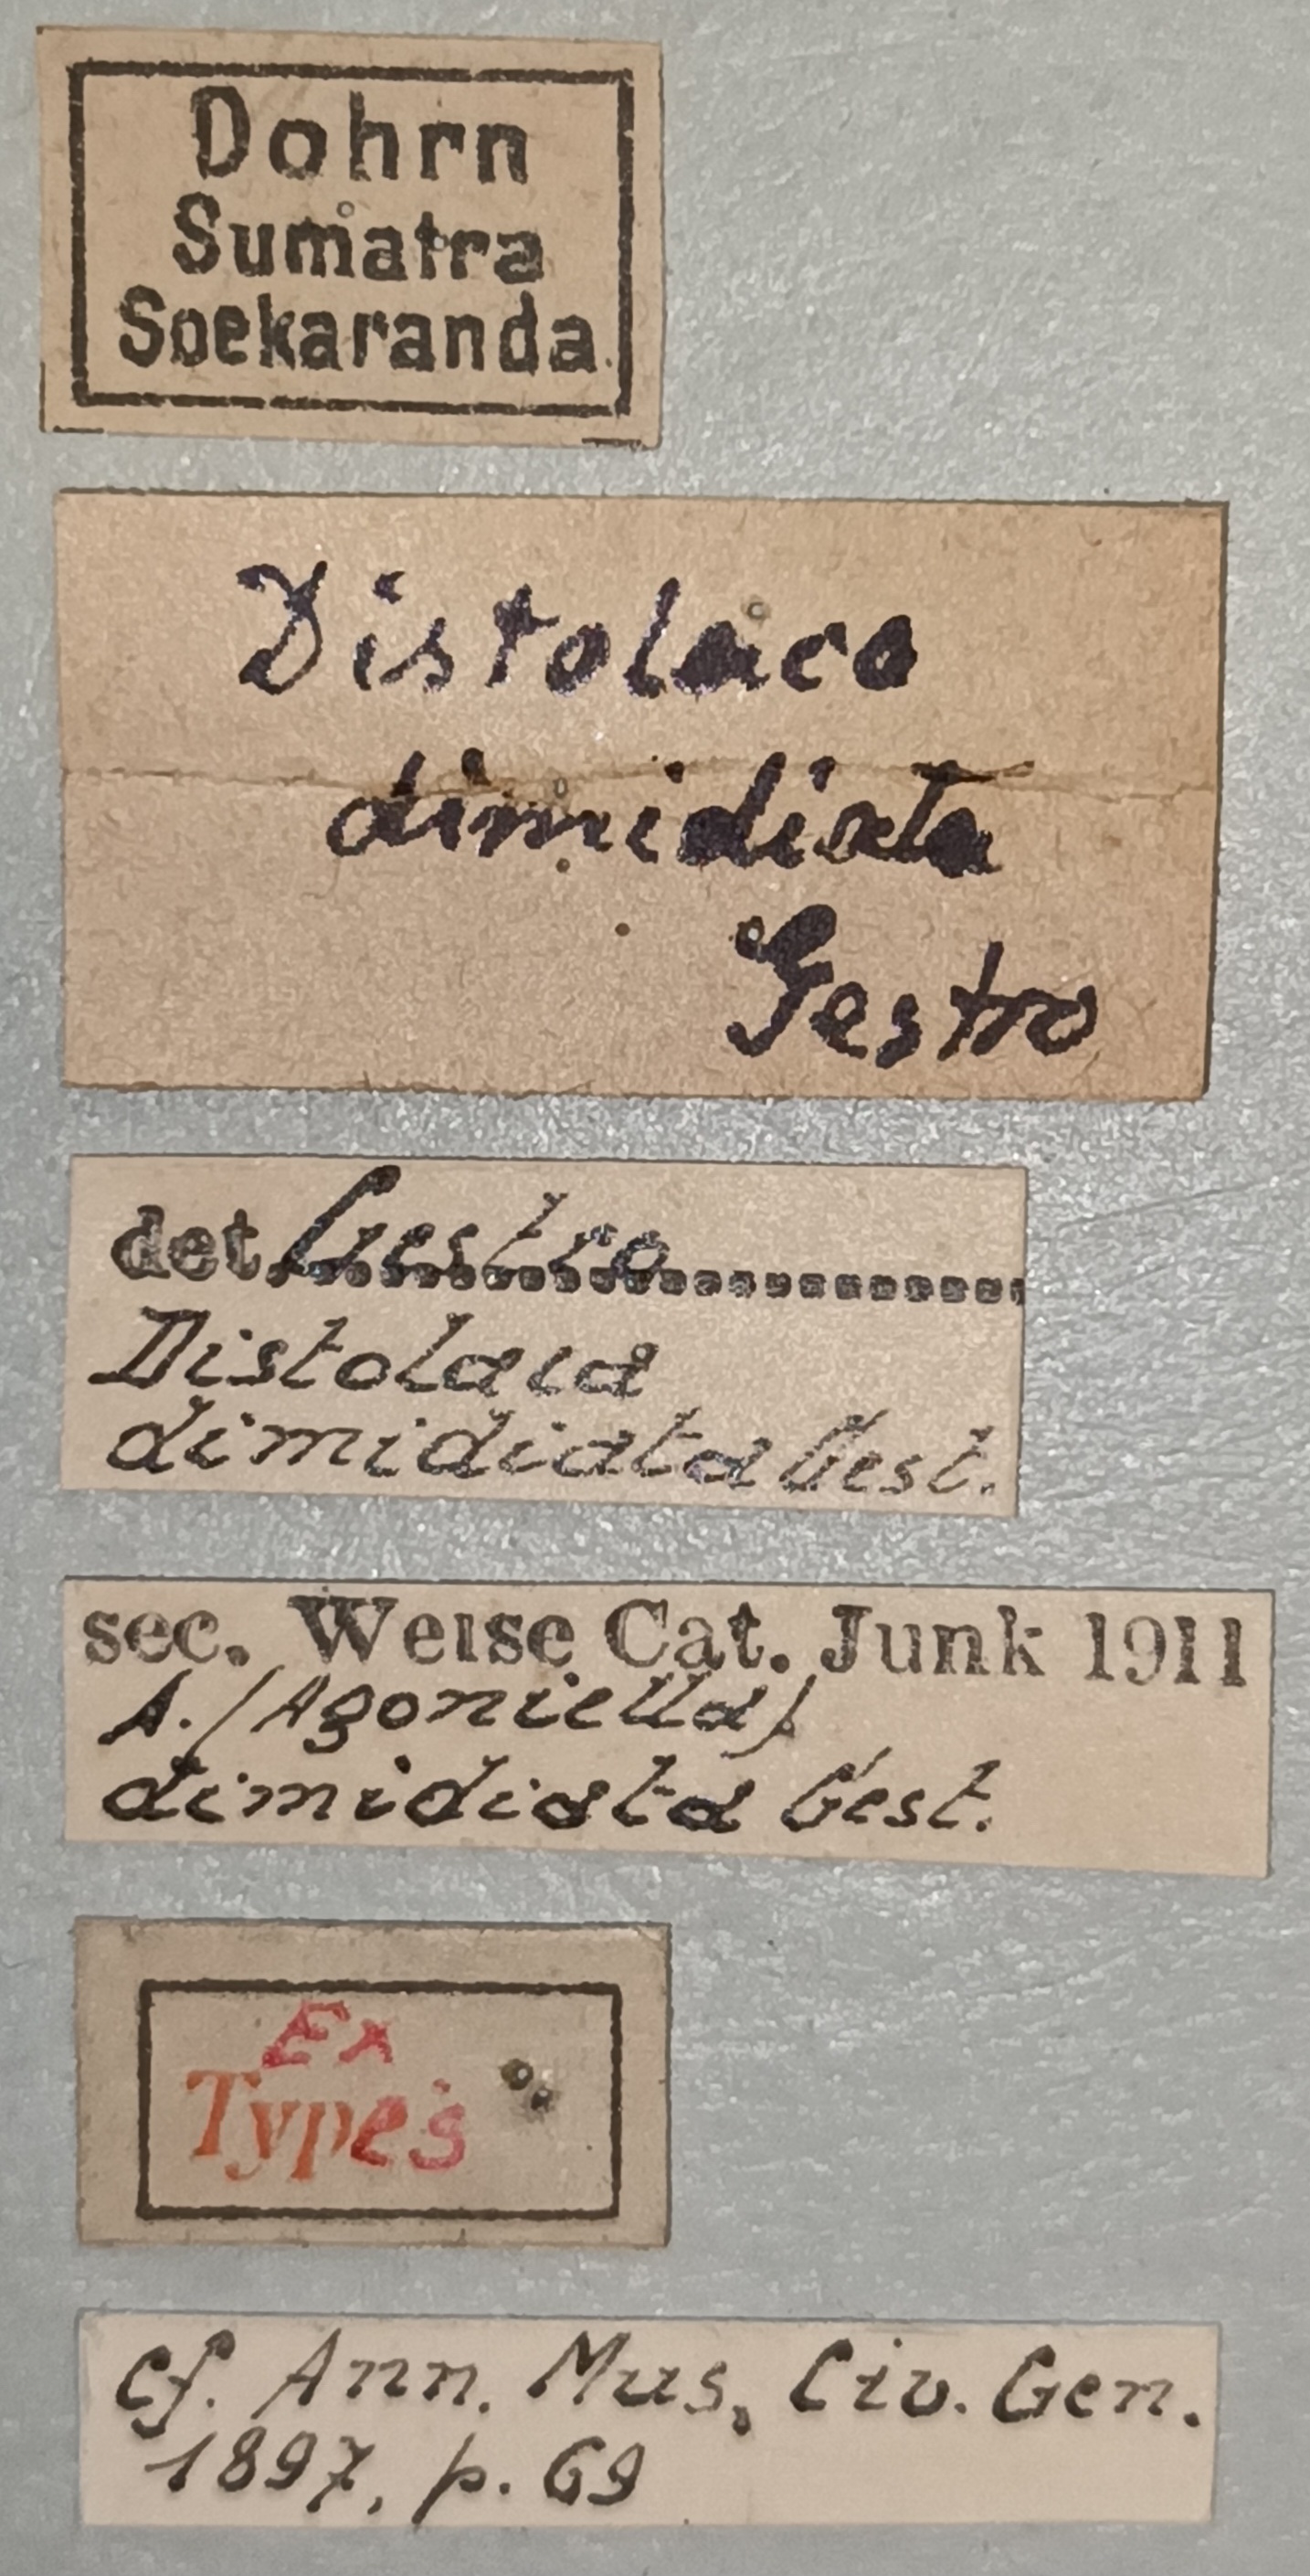 Dohrn
Sumatra
Soekaranda
Distolaca
dimidiata
Gestro
det. Gestro
Distolaca
dimidiata Gest.
sec. Weise Cat. Junk 1911
A. (Agoniella)
dimidiata Gest.
Ex
Types
cf. Ann. Mus. Civ. Gen.
1897, p. 69